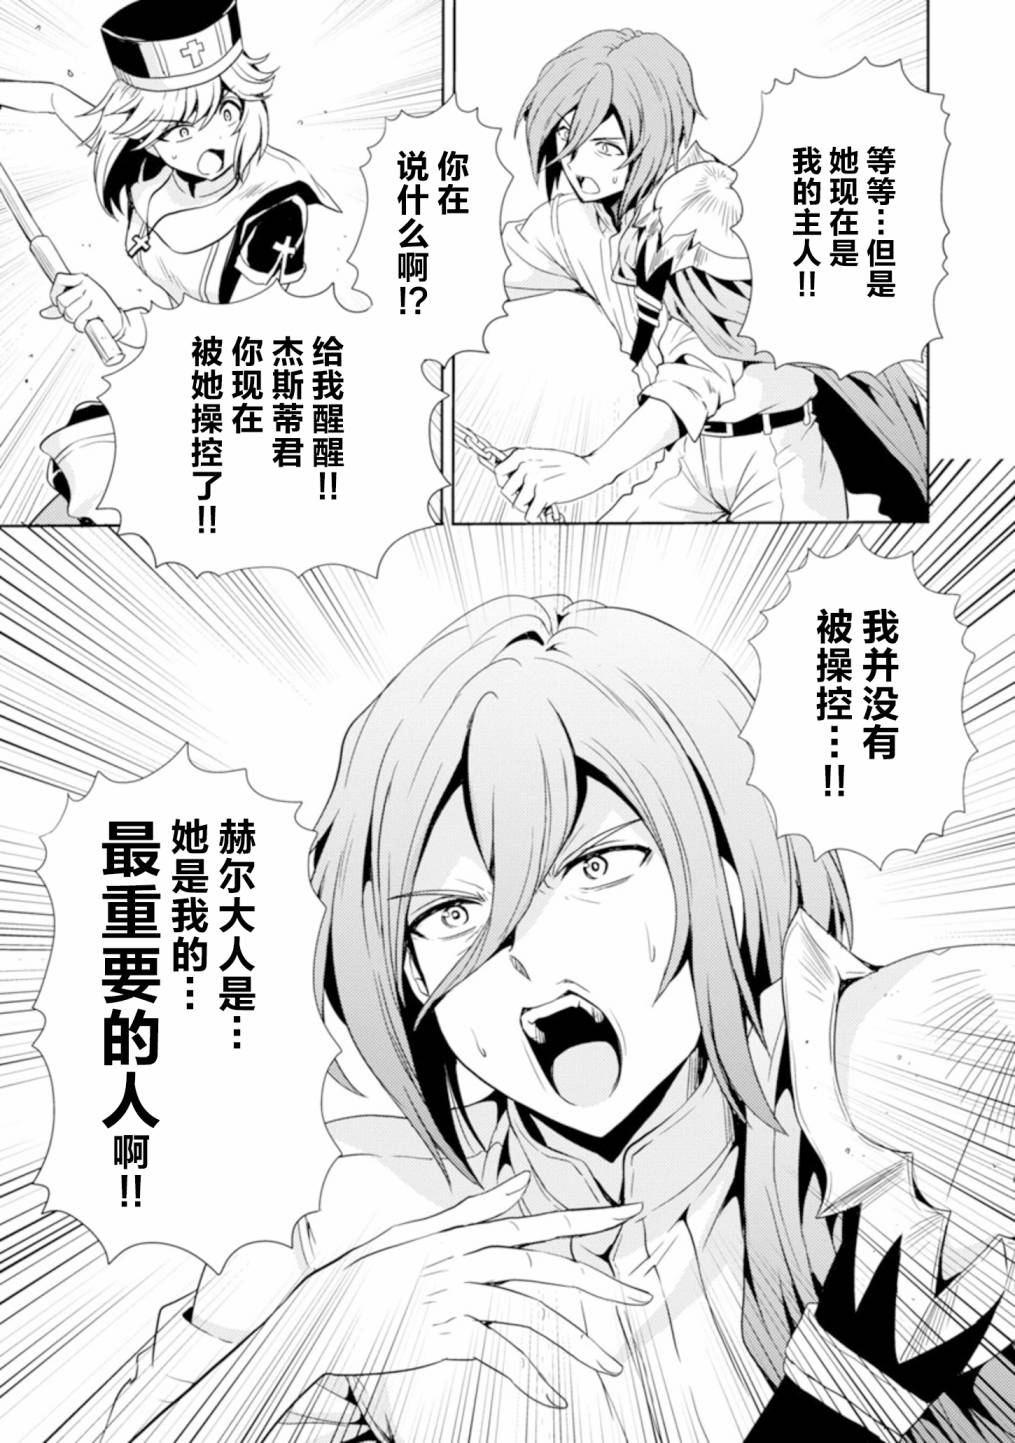 等等…但是
她现在是
我的主人!!
你在
说什么啊!?
给我醒醒!!
杰斯蒂君
你现在
被她操控了!!
我并没有
被操控…!!
赫尔大人是…
她是我的…
最重要的人啊!!